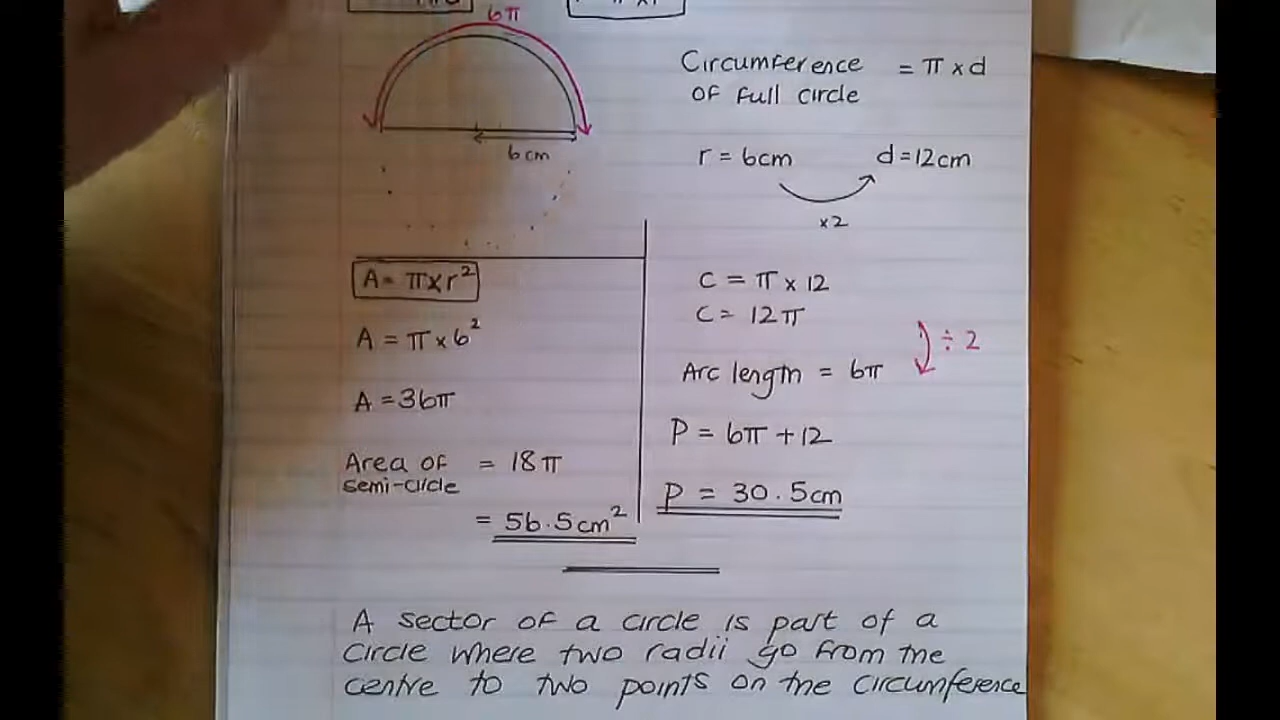 6π
6cm
Circumference = π x d
of full circle
r = 6cm d = 12cm
x2
A = π x r²
A = π x 6²
A = 36π
Area of = 18π
semi-circle
= 56.5cm²
C = π x 12
C = 12π
÷ 2
Arc length = 6π
P = 6π + 12
P = 30.5cm
A sector of a circle is part of a
circle where two radii go from the
centre to two points on the circumference